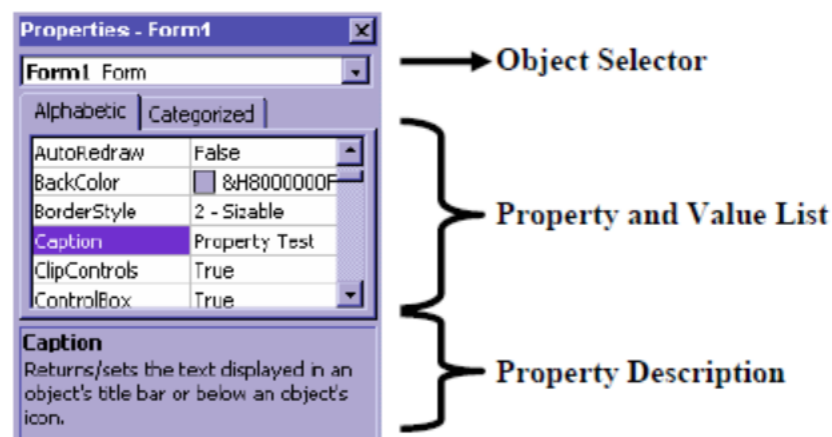 Properties - Form1
Form1 Form
Object Selector
Alphabetic Categorized
AutoRedraw False
BackColor &H8000000F
BorderStyle 2 - Sizable
Property and Value List
Caption Property Test
ClipControls True
ControlBox True
Caption
Returns/sets the text displayed in an
object's title bar or below an object's
icon.
Property Description